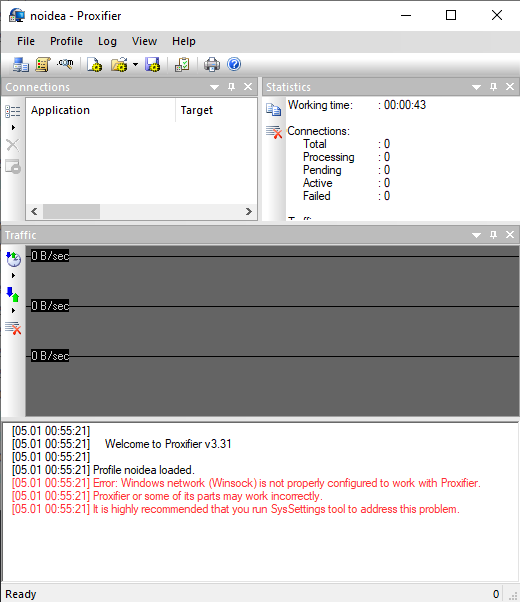 noidea - Proxifier
File Profile Log View Help
.com
Connections
Application Target
Statistics
Working time: : 00:00:43
Connections:
Total : 0
Processing : 0
Pending : 0
Active : 0
Failed : 0
Traffic
0 B/sec
0 B/sec
0 B/sec
[05.01 00:55:21]
[05.01 00:55:21] Welcome to Proxifier v3.31
[05.01 00:55:21]
[05.01 00:55:21] Profile noidea loaded.
[05.01 00:55:21] Error: Windows network (Winsock) is not properly configured to work with Proxifier.
[05.01 00:55:21] Proxifier or some of its parts may work incorrectly.
[05.01 00:55:21] It is highly recommended that you run SysSettings tool to address this problem.
Ready 0